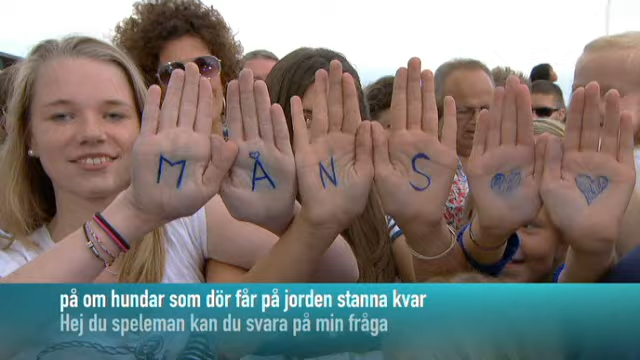 MÅNS
på om hundar som dör får på jorden stanna kvar
Hej du speleman kan du svara på min fråga